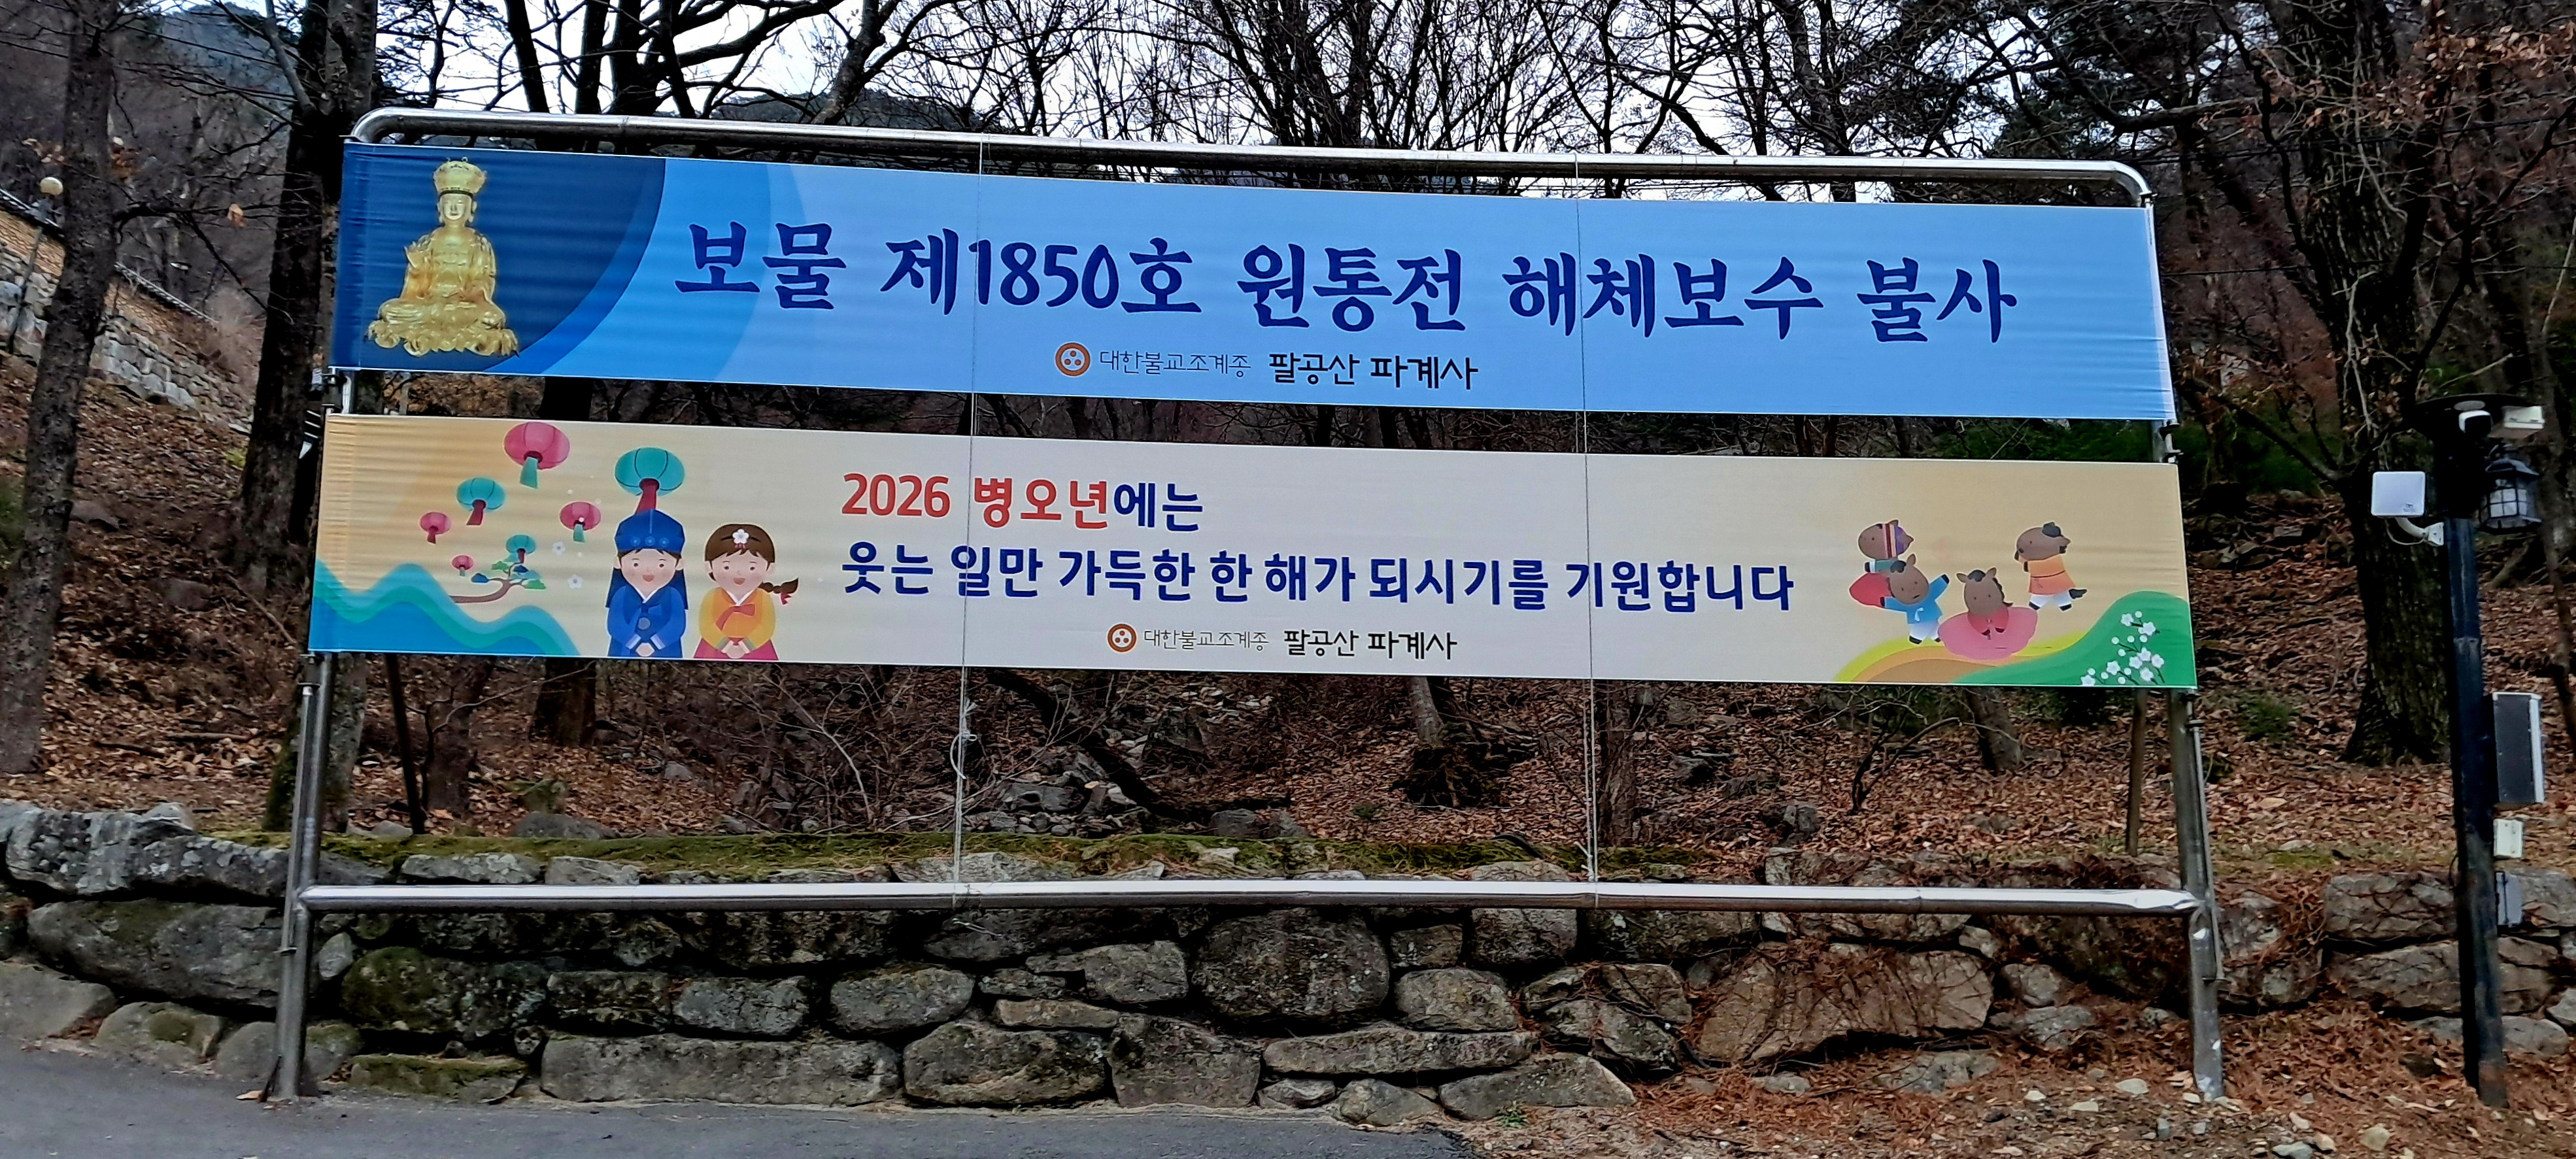 보물 제1850호 원통전 해체보수 불사
대한불교조계종 팔공산 파계사
2026 병오년에는
웃는 일만 가득한 한 해가 되시기를 기원합니다
대한불교조계종 팔공산 파계사